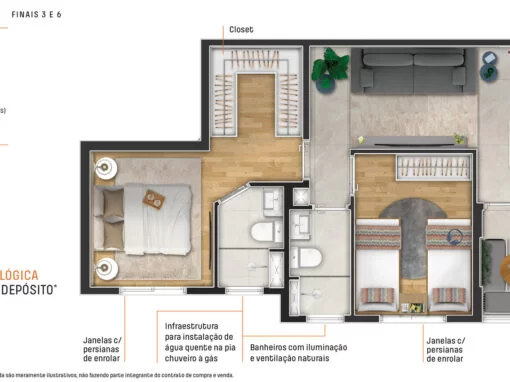 FINAIS 3 E 6
Closet
s)
LÓGICA
DEPÓSITO*
Janelas c/
persianas
de enrolar
Infraestrutura
para instalação de
água quente na pia
chuveiro à gás
Banheiros com iluminação
e ventilação naturais
Janelas c/
persianas
de enrolar
da são meramente ilustrativos, não fazendo parte integrante do contrato de compra e venda.